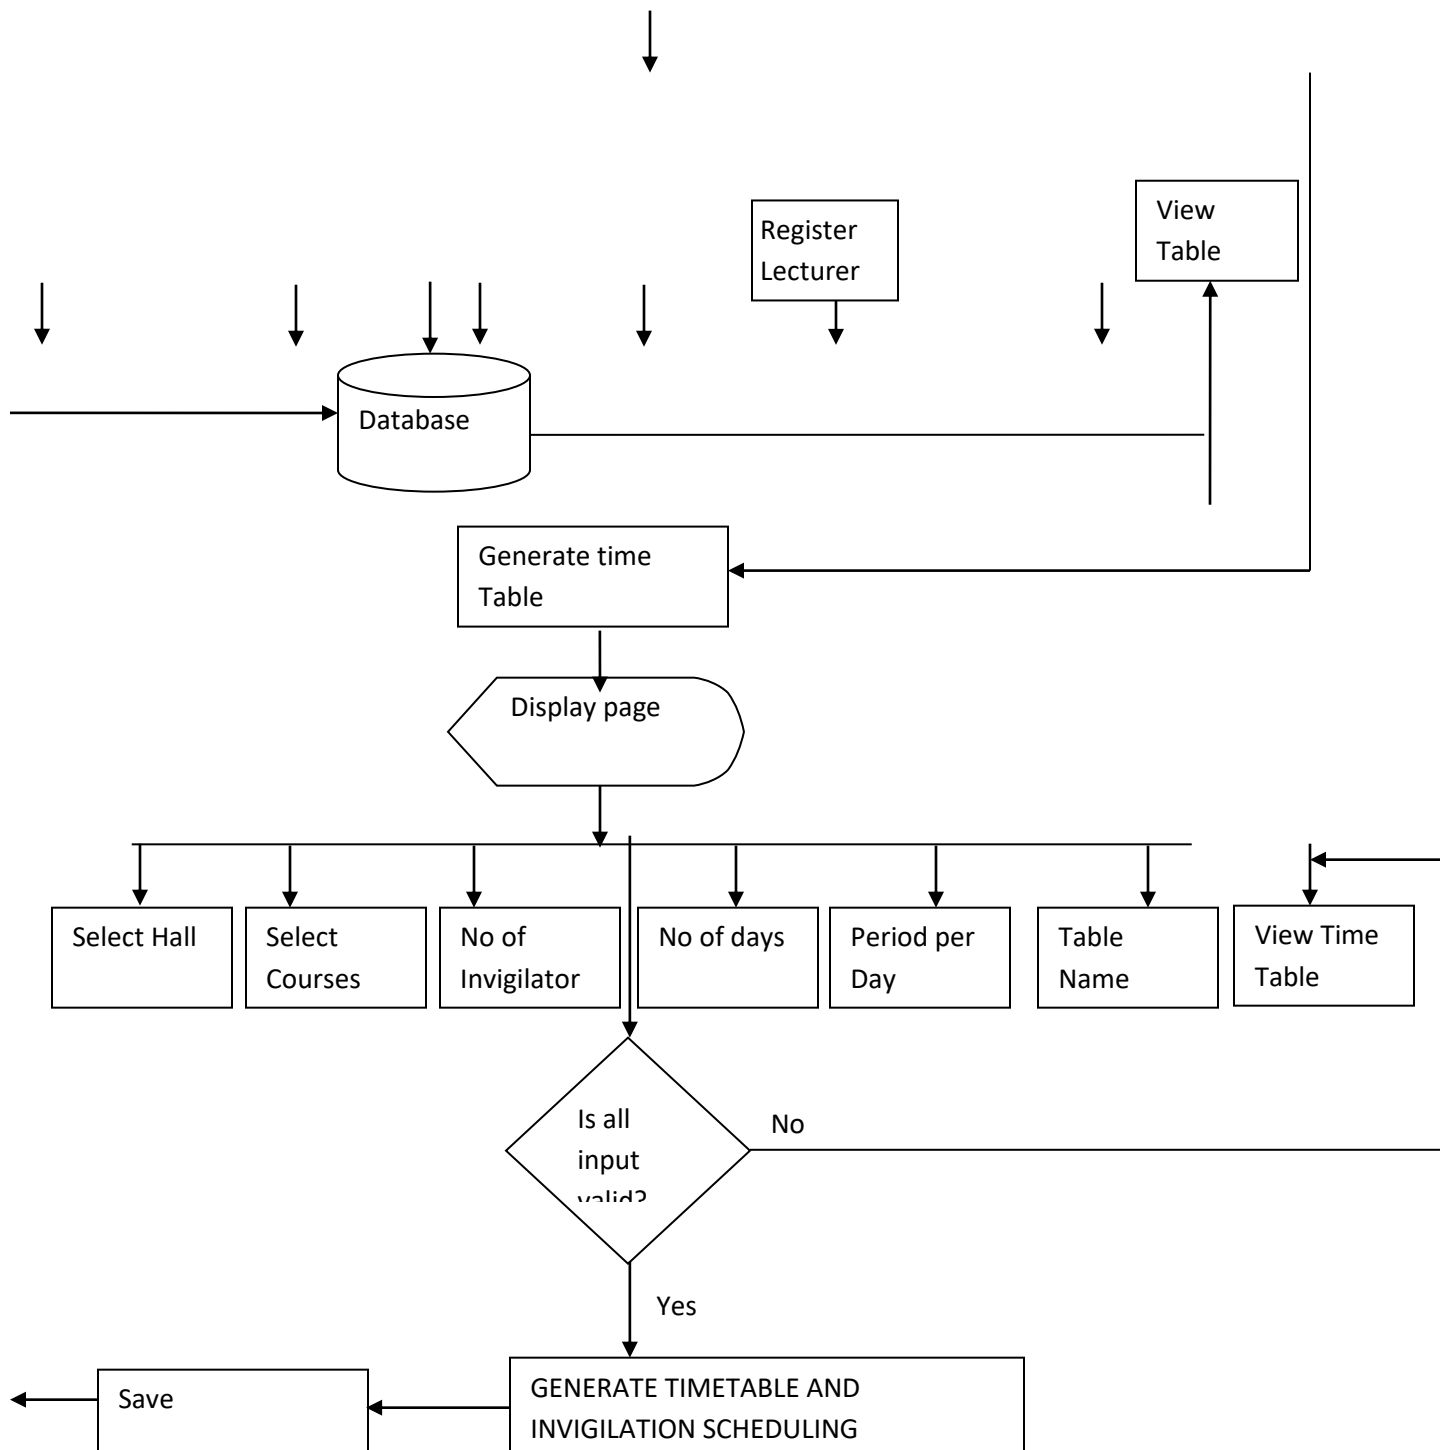 View
Table
Register
Lecturer
Database
Generate time
Table
Display page
Select Hall
Select
Courses
No of
Invigilator
No of days
Period per
Day
Table
Name
View Time
Table
Is all
input
valid?
No
Yes
Save
GENERATE TIMETABLE AND
INVIGILATION SCHEDULING